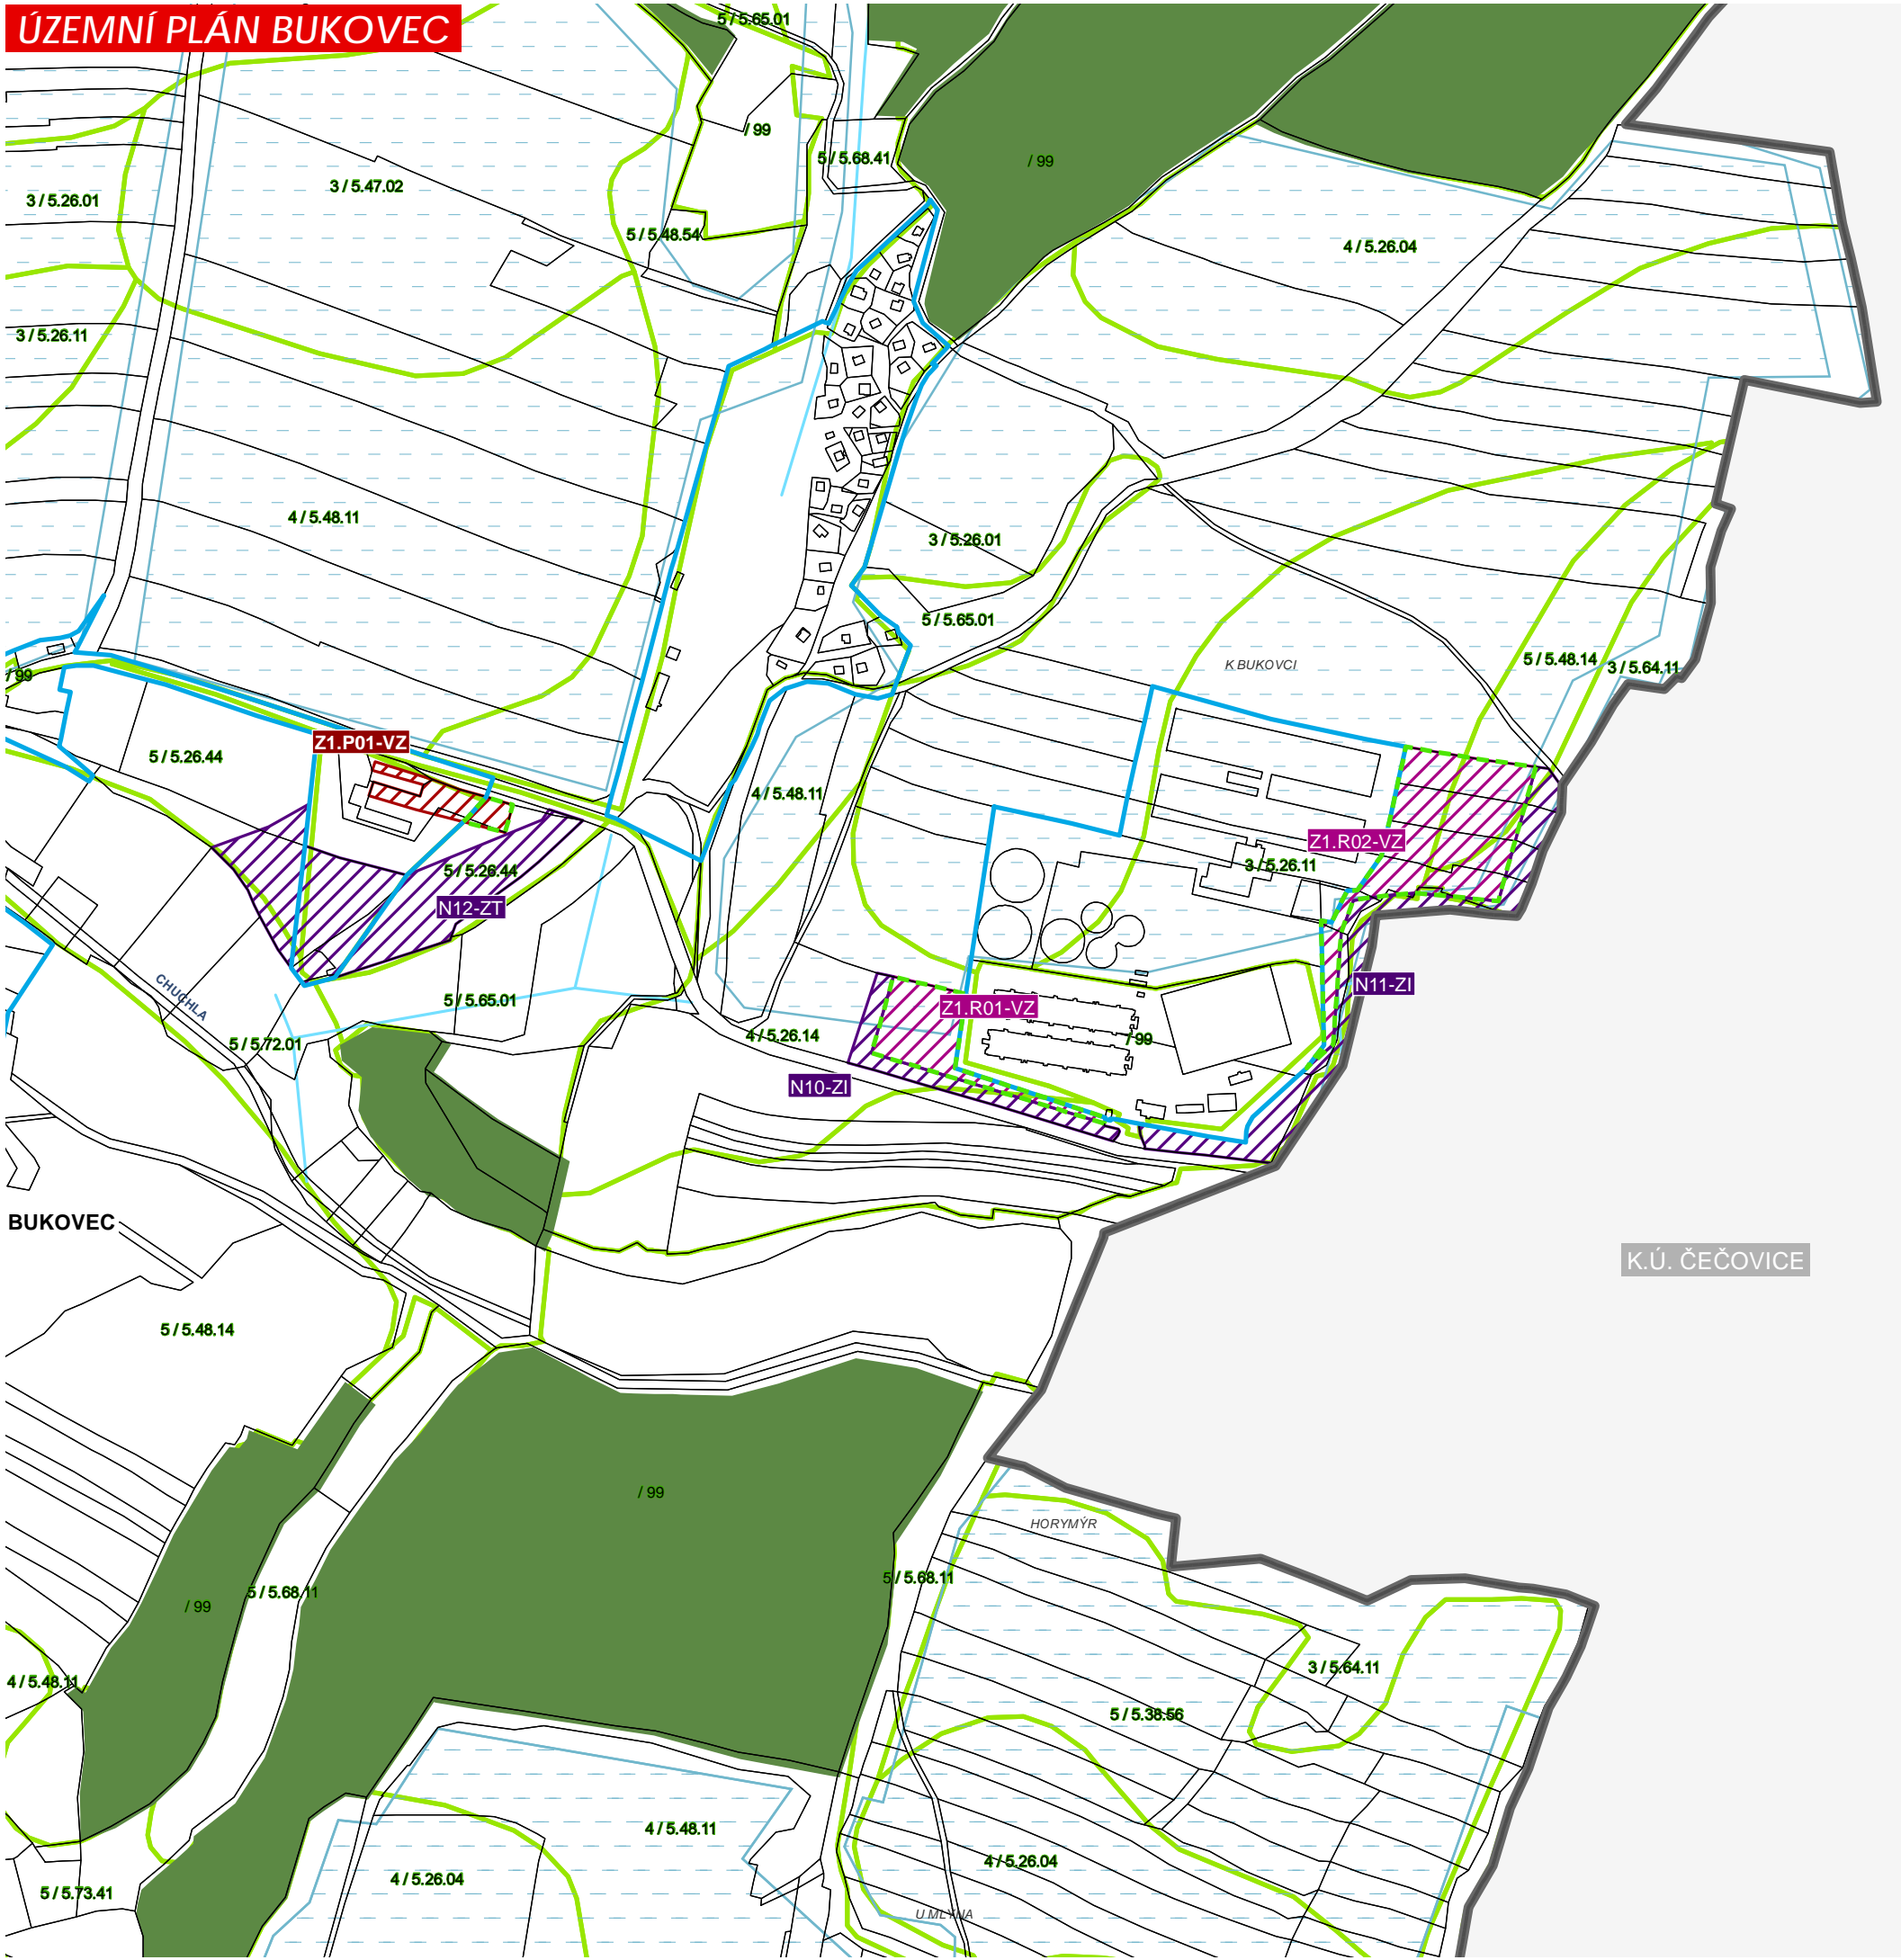 ÚZEMNÍ PLÁN BUKOVEC
5 / 5.65.01
/ 99
5 / 5.68.41
/ 99
3 / 5.47.02
3 / 5.26.01
5 / 5.48.54
4 / 5.26.04
3 / 5.26.11
4 / 5.48.11
3 / 5.26.01
5 / 5.65.01
K BUKOVCI
5 / 5.48.14
3 / 5.64.11
/ 99
Z1.P01-VZ
5 / 5.26.44
4 / 5.48.11
Z1.R02-VZ
3 / 5.26.11
5 / 5.26.44
N12-ZT
N11-ZI
CHUCHLA
5 / 5.65.01
Z1.R01-VZ
4 / 5.26.14
/ 99
5 / 5.72.01
N10-ZI
BUKOVEC
K.Ú. ČEČOVICE
5 / 5.48.14
/ 99
HORYMÝR
5 / 5.68.11
5 / 5.68.11
/ 99
3 / 5.64.11
4 / 5.48.11
5 / 5.38.56
4 / 5.48.11
4 / 5.26.04
4 / 5.26.04
5 / 5.73.41
U MLÝNA